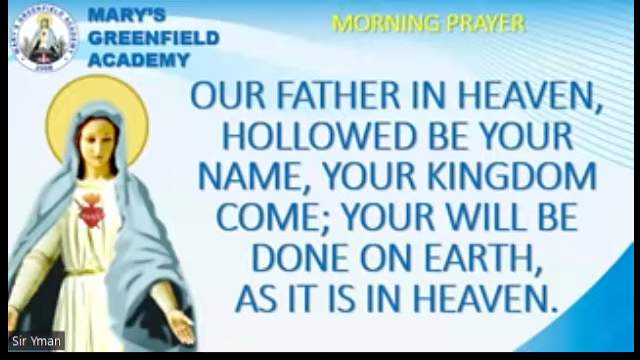 MARY'S
GREENFIELD
ACADEMY
MORNING PRAYER
OUR FATHER IN HEAVEN,
HOLLOWED BE YOUR
NAME, YOUR KINGDOM
COME; YOUR WILL BE
DONE ON EARTH,
AS IT IS IN HEAVEN.
Sir Yman